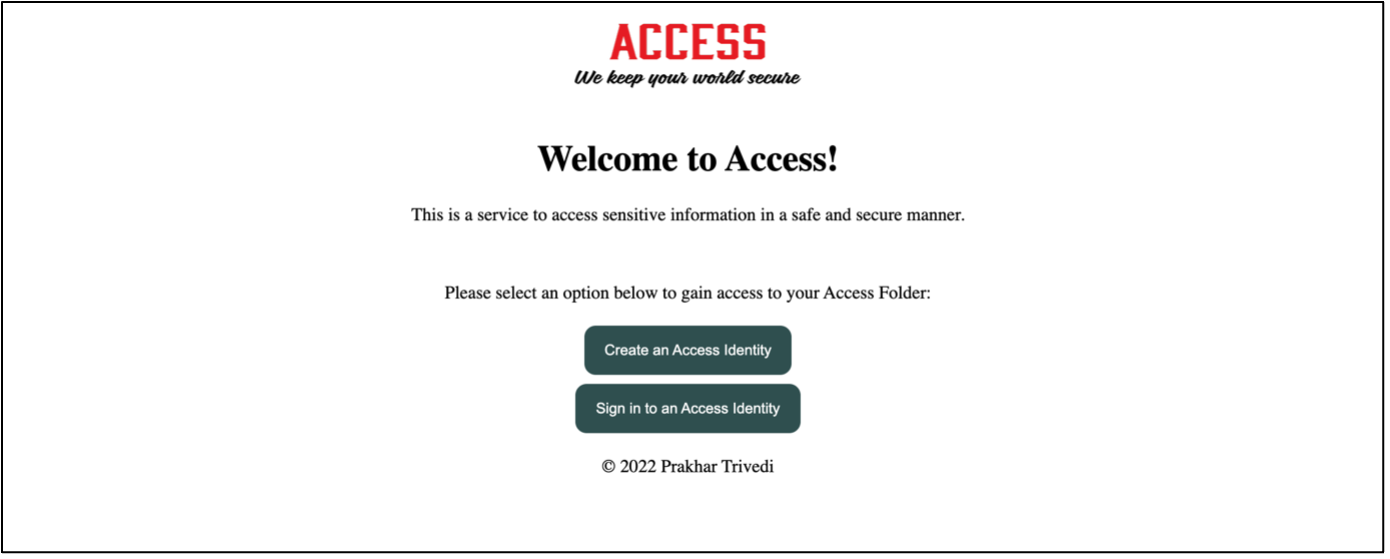 ACCESS
We keep your world secure
Welcome to Access!
This is a service to access sensitive information in a safe and secure manner.
Please select an option below to gain access to your Access Folder:
Create an Access Identity
Sign in to an Access Identity
© 2022 Prakhar Trivedi